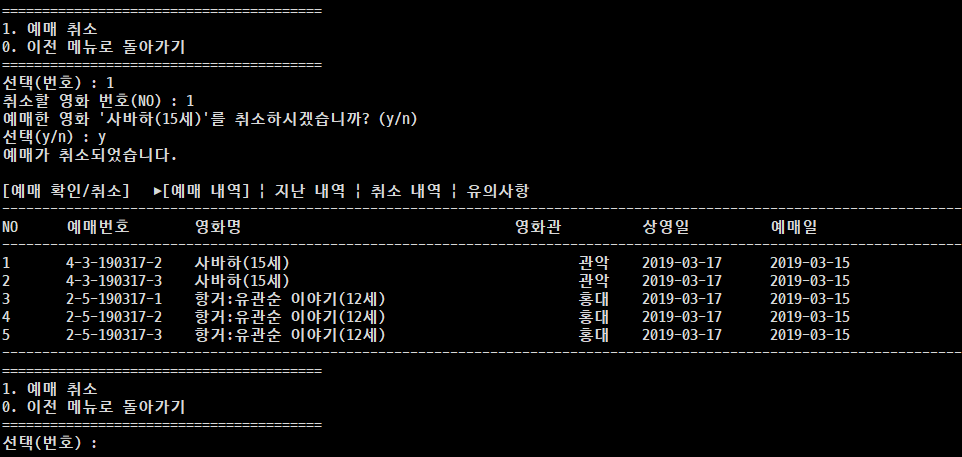 ========================================
1. 예매 취소
0. 이전 메뉴로 돌아가기
========================================
선택(번호) : 1
취소할 영화 번호(NO) : 1
예매한 영화 '사바하(15세)'를 취소하시겠습니까? (y/n)
선택(y/n) : y
예매가 취소되었습니다.
[예매 확인/취소] ▶[예매 내역] ¦ 지난 내역 ¦ 취소 내역 ¦ 유의사항
------------------------------------------------------------------------------------------------------------------------
NO 예매번호 영화명 영화관 상영일 예매일
------------------------------------------------------------------------------------------------------------------------
1 4-3-190317-2 사바하(15세) 관악 2019-03-17 2019-03-15
2 4-3-190317-3 사바하(15세) 관악 2019-03-17 2019-03-15
3 2-5-190317-1 항거:유관순 이야기(12세) 홍대 2019-03-17 2019-03-15
4 2-5-190317-2 항거:유관순 이야기(12세) 홍대 2019-03-17 2019-03-15
5 2-5-190317-3 항거:유관순 이야기(12세) 홍대 2019-03-17 2019-03-15
------------------------------------------------------------------------------------------------------------------------
========================================
1. 예매 취소
0. 이전 메뉴로 돌아가기
========================================
선택(번호) :